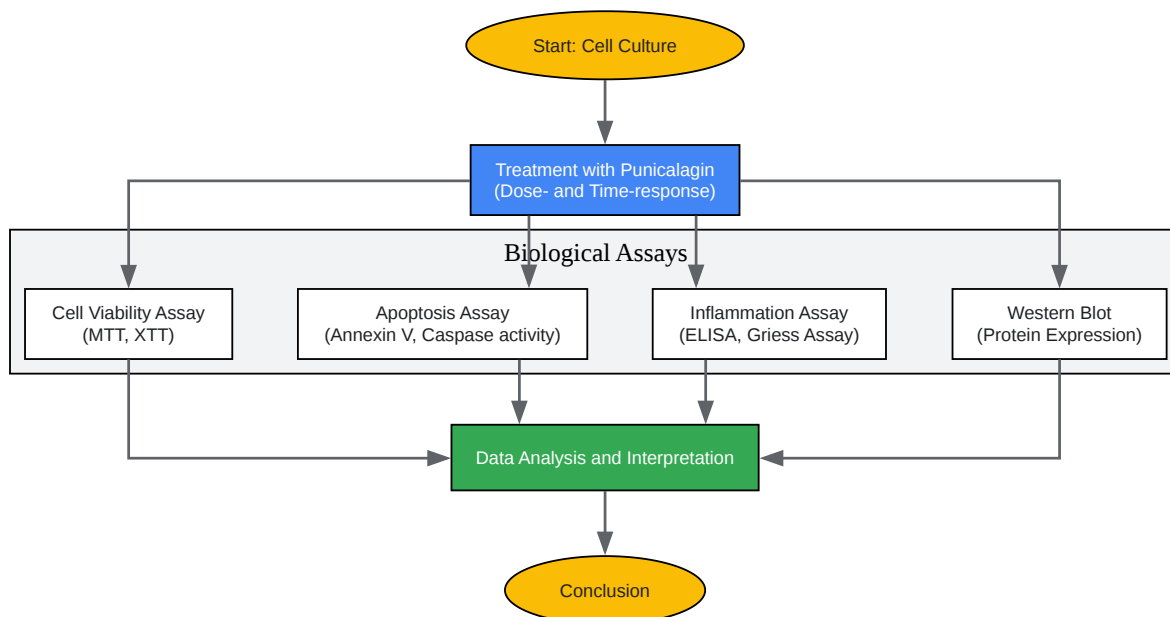 Start: Cell Culture
Treatment with Punicalagin
(Dose- and Time-response)
Biological Assays
Cell Viability Assay
(MTT, XTT)
Apoptosis Assay
(Annexin V, Caspase activity)
Inflammation Assay
(ELISA, Griess Assay)
Western Blot
(Protein Expression)
Data Analysis and Interpretation
Conclusion